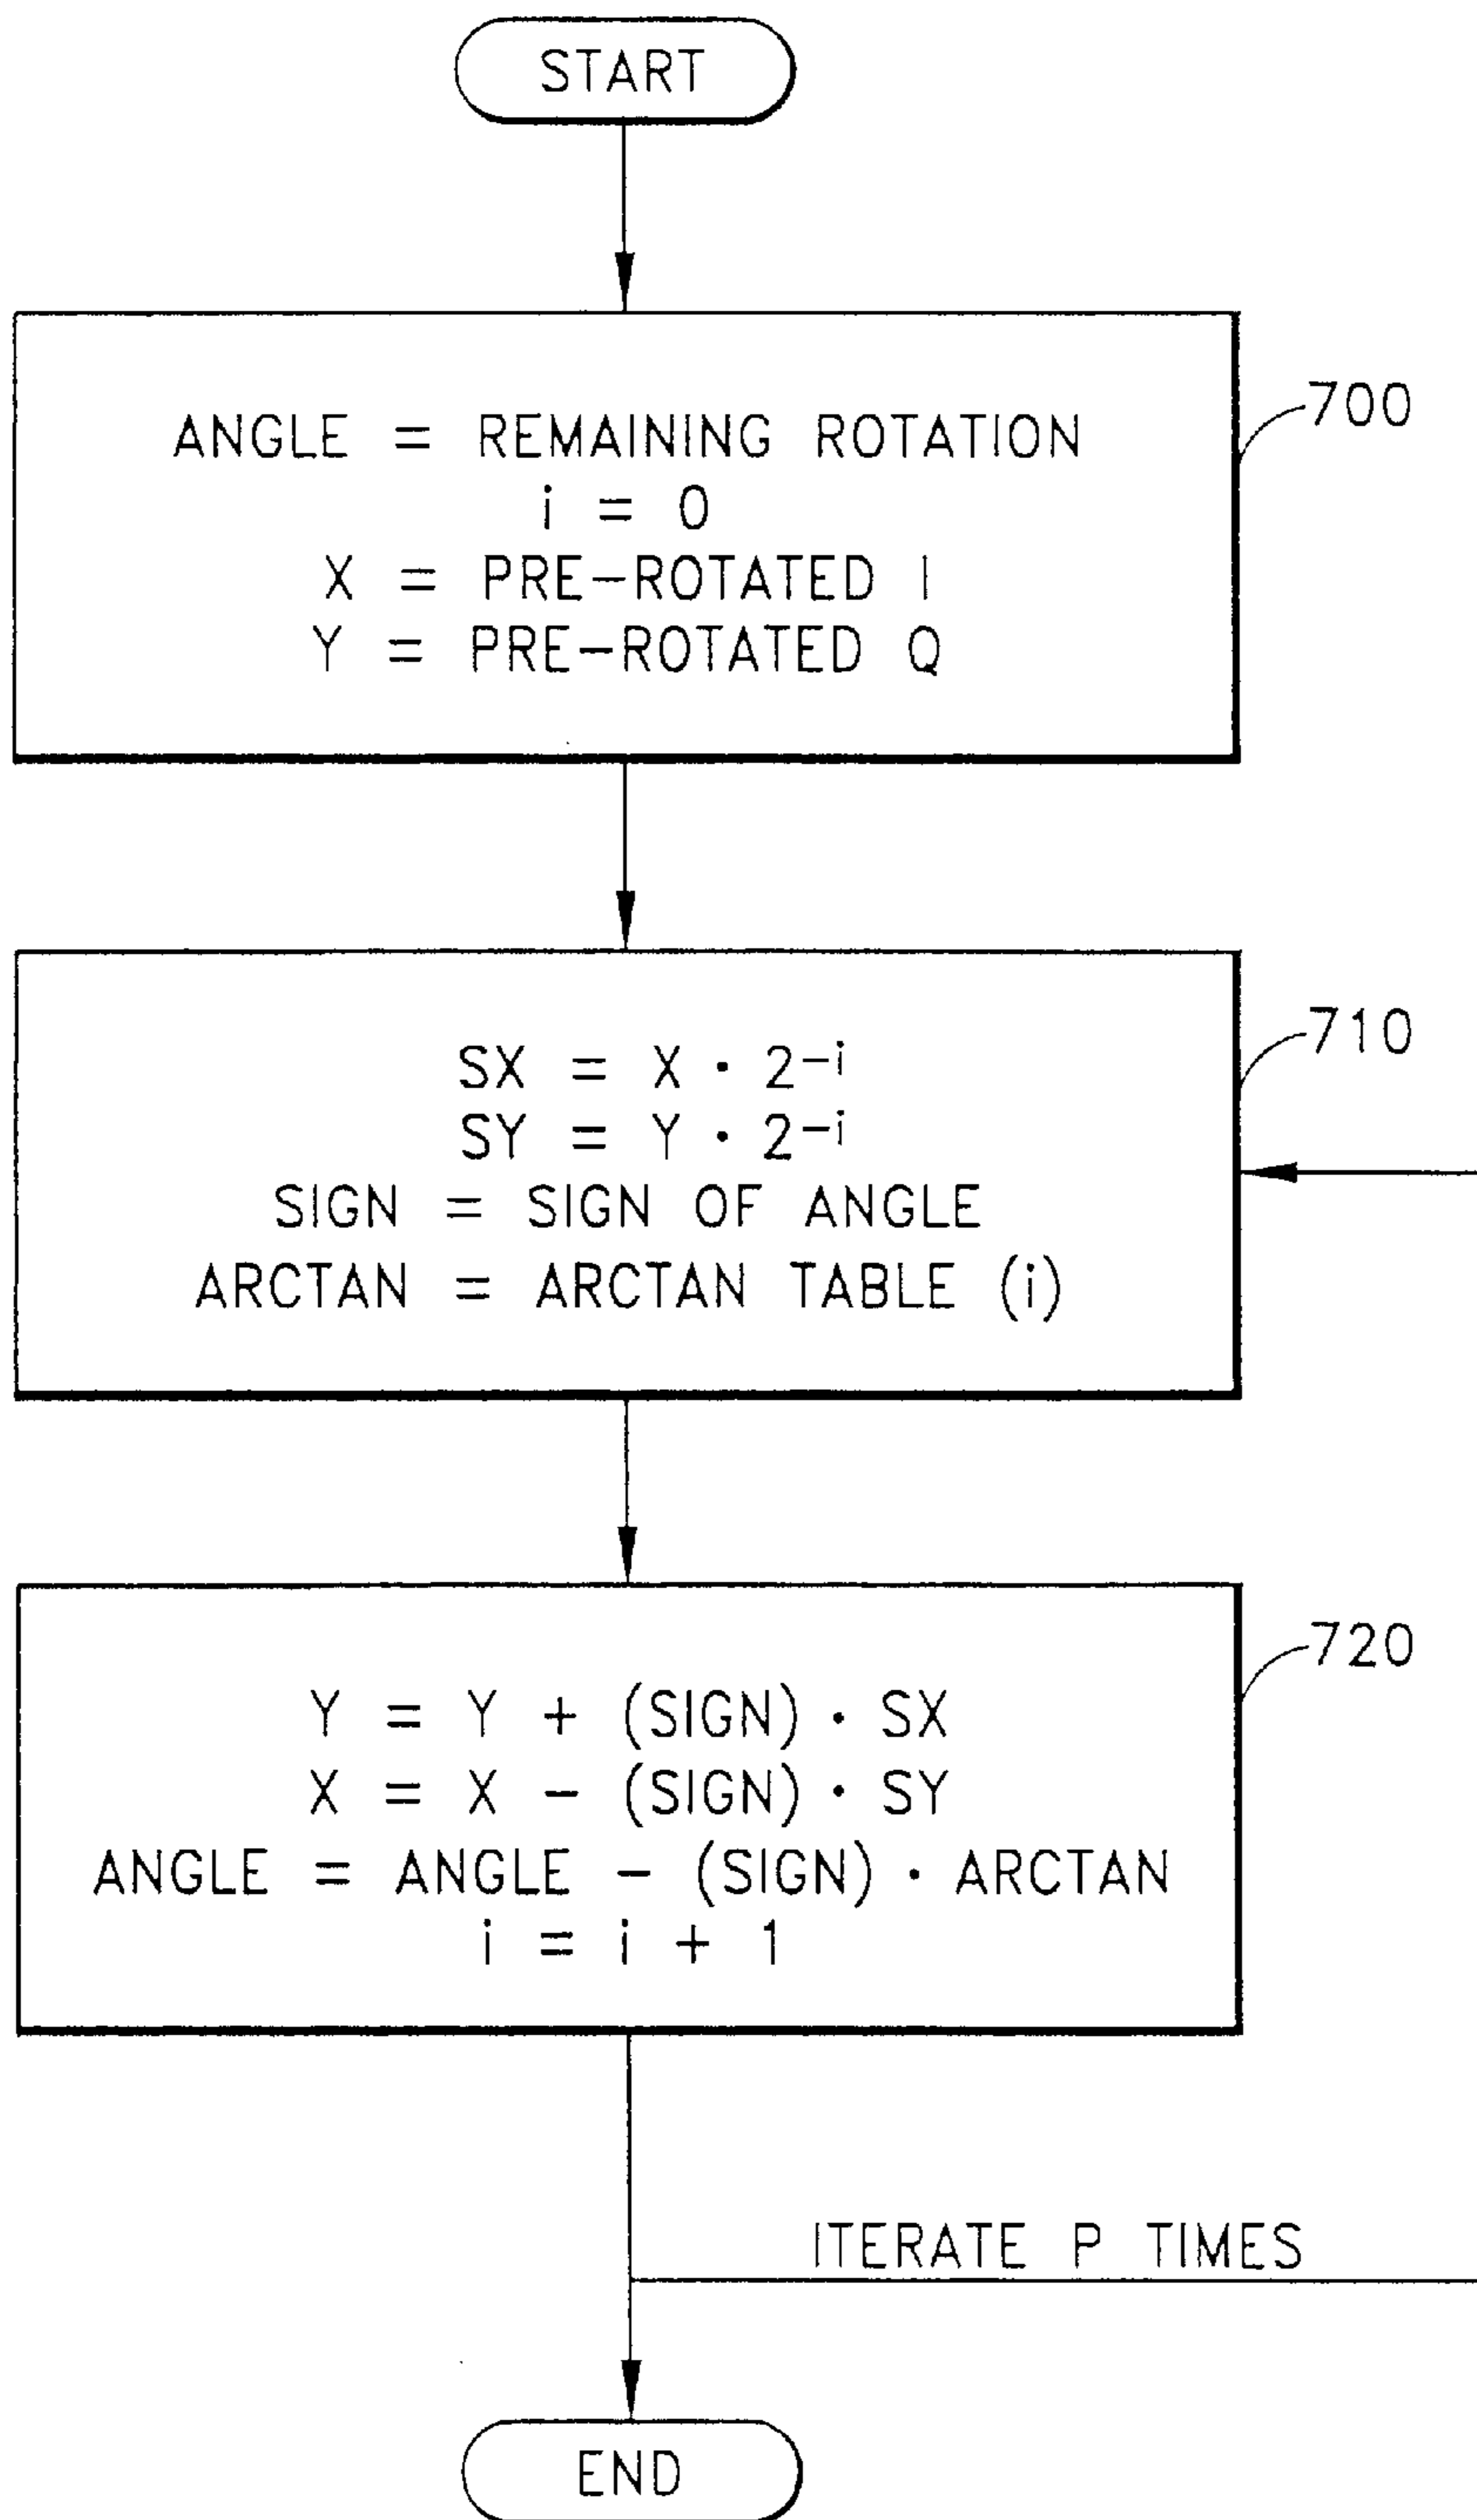 START
700
ANGLE = REMAINING ROTATION
i = 0
X = PRE-ROTATED I
Y = PRE-ROTATED Q
710
SX = X · 2⁻ⁱ
SY = Y · 2⁻ⁱ
SIGN = SIGN OF ANGLE
ARCTAN = ARCTAN TABLE (i)
720
Y = Y + (SIGN) · SX
X = X - (SIGN) · SY
ANGLE = ANGLE - (SIGN) · ARCTAN
i = i + 1
ITERATE P TIMES
END